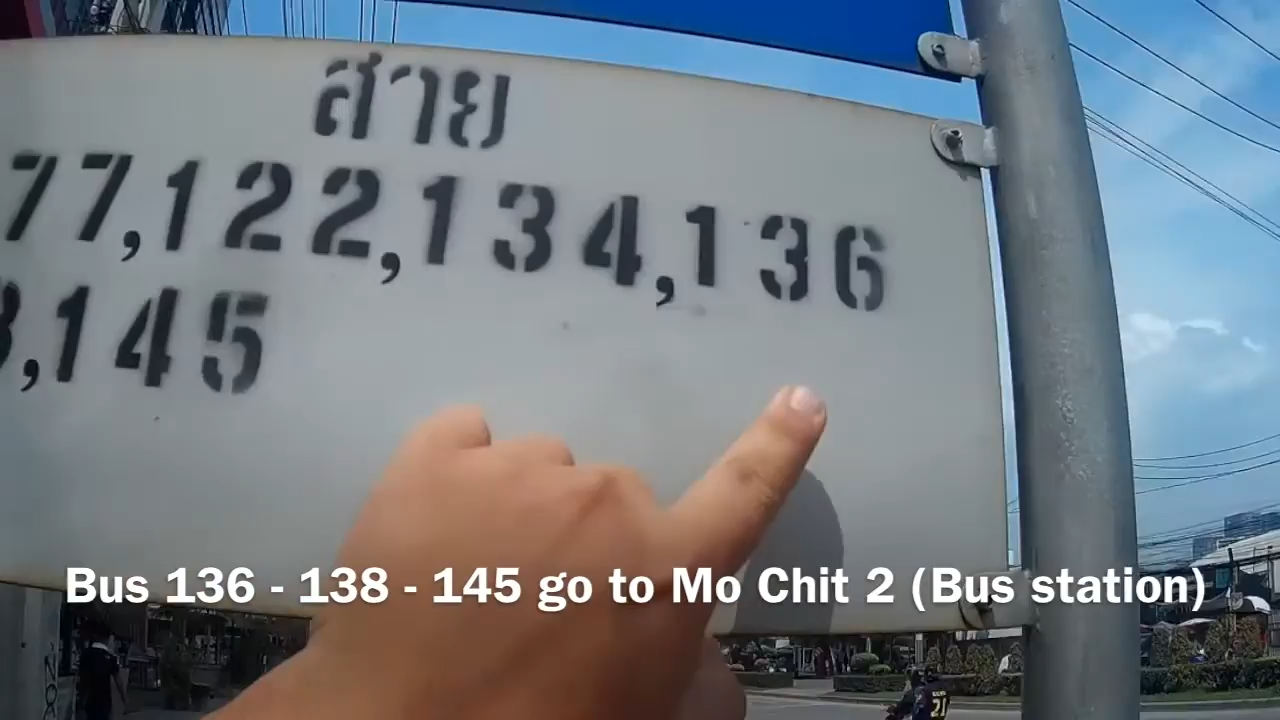 สาย
77,122,134,136
,145
Bus 136 - 138 - 145 go to Mo Chit 2 (Bus station)
21